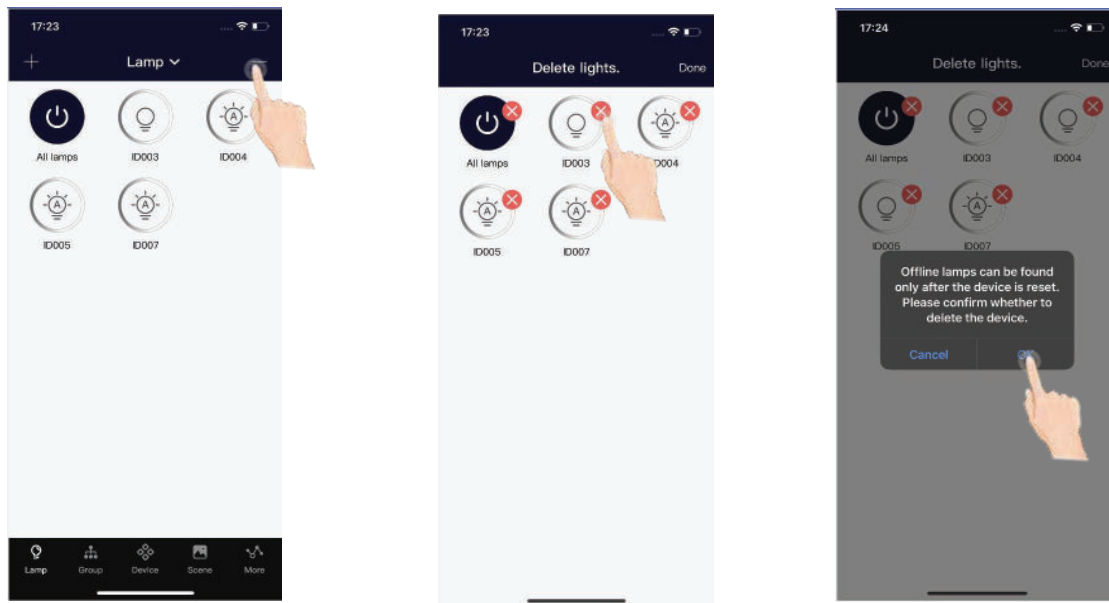 17:23
Lamp
All lamps
ID003
ID004
ID005
ID007
Lamp
Group
Device
Scene
More
17:23
Delete lights.
Done
All lamps
ID003
D004
ID005
ID007
17:24
Delete lights.
Done
All lamps
ID003
ID004
ID005
ID007
Offline lamps can be found
only after the device is reset.
Please confirm whether to
delete the device.
Cancel